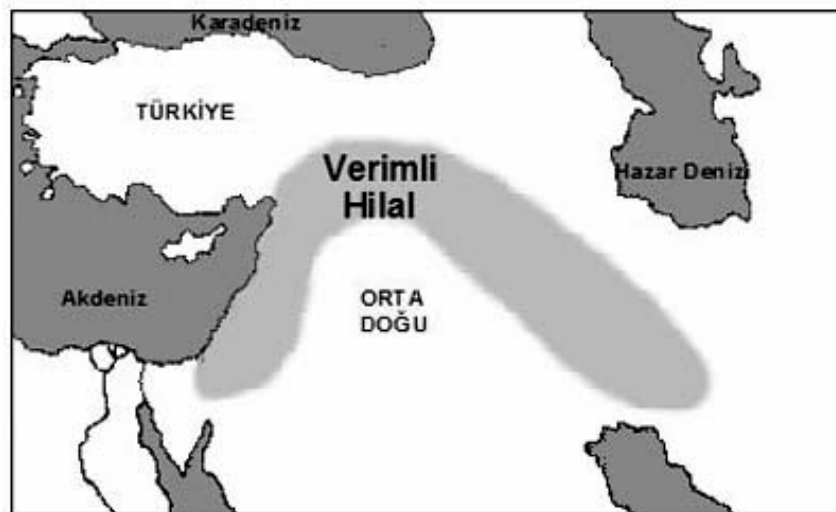 Karadeniz
TÜRKİYE
Verimli
Hilal
Hazar Denizi
Akdeniz
ORTA
DOĞU